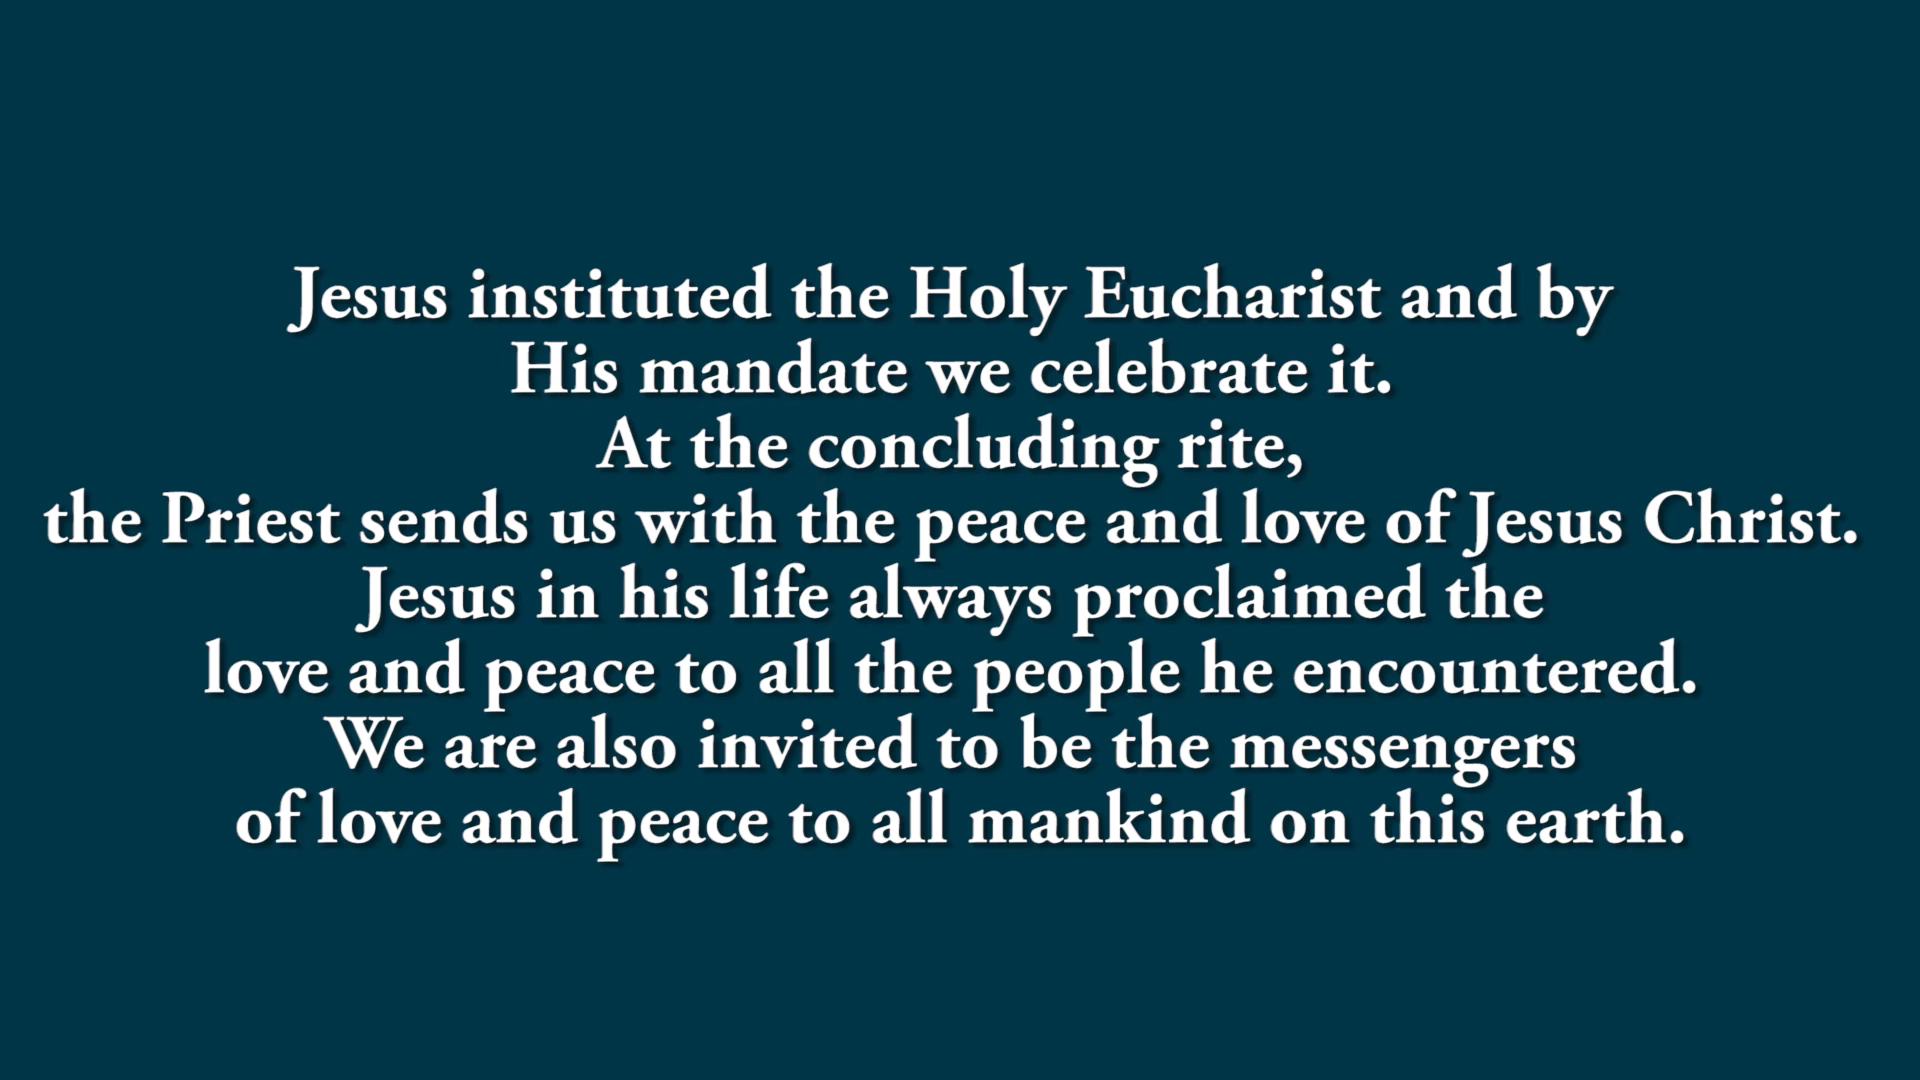 Jesus instituted the Holy Eucharist and by
His mandate we celebrate it.
At the concluding rite,
the Priest sends us with the peace and love of Jesus Christ.
Jesus in his life always proclaimed the
love and peace to all the people he encountered.
We are also invited to be the messengers
of love and peace to all mankind on this earth.